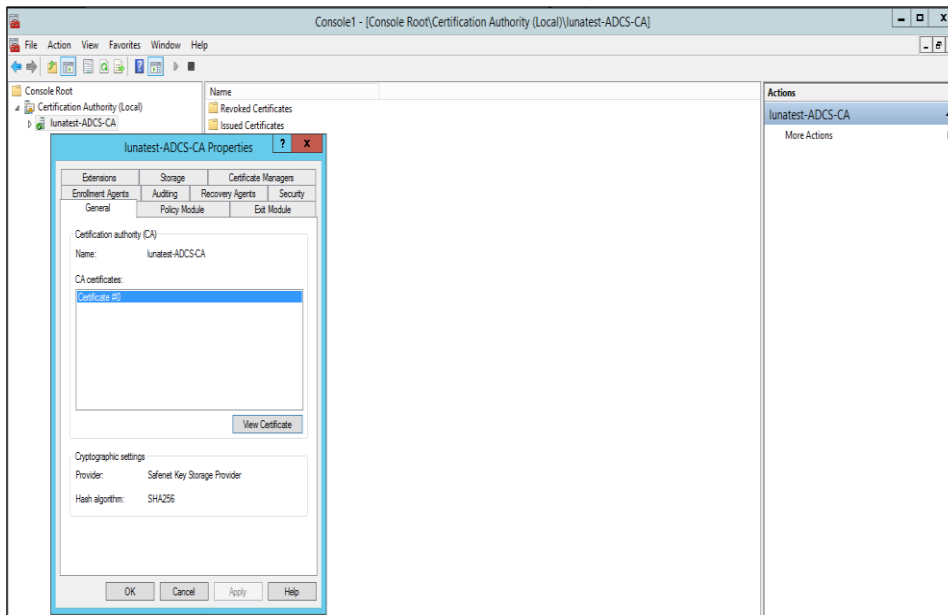 Console1 - [Console Root\Certification Authority (Local)\lunatest-ADCS-CA]
File Action View Favorites Window Help
Console Root
Certification Authority (Local)
lunatest-ADCS-CA
Name
Revoked Certificates
Issued Certificates
Actions
lunatest-ADCS-CA
More Actions
lunatest-ADCS-CA Properties
Extensions Storage Certificate Managers
Enrollment Agents Auditing Recovery Agents Security
General Policy Module Exit Module
Certification authority (CA)
Name: lunatest-ADCS-CA
CA certificates:
Certificate #0
View Certificate
Cryptographic settings
Provider: Safenet Key Storage Provider
Hash algorithm: SHA256
OK Cancel Apply Help